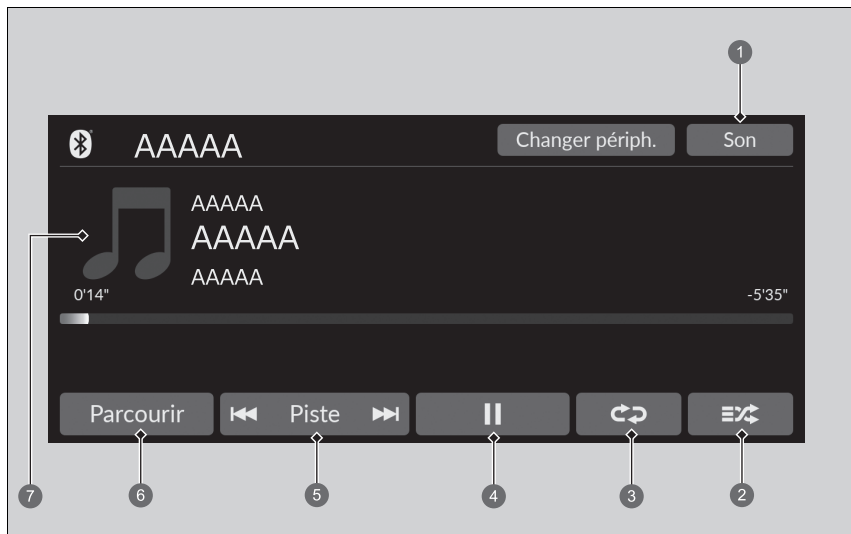 1
AAAAA
Changer périph.
Son
AAAAA
AAAAA
7
AAAAA
0'14"
-5'35"
Parcourir
Piste
7
6
5
4
3
2